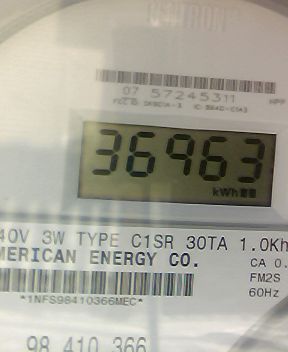 CENTRON
07 57245311
36963
kWh
40V 3W TYPE C1SR 30TA 1.0Kh
MERICAN ENERGY CO.
CA 0.
FM2S
60Hz
*1NFS98410366MEC*
98 410 366